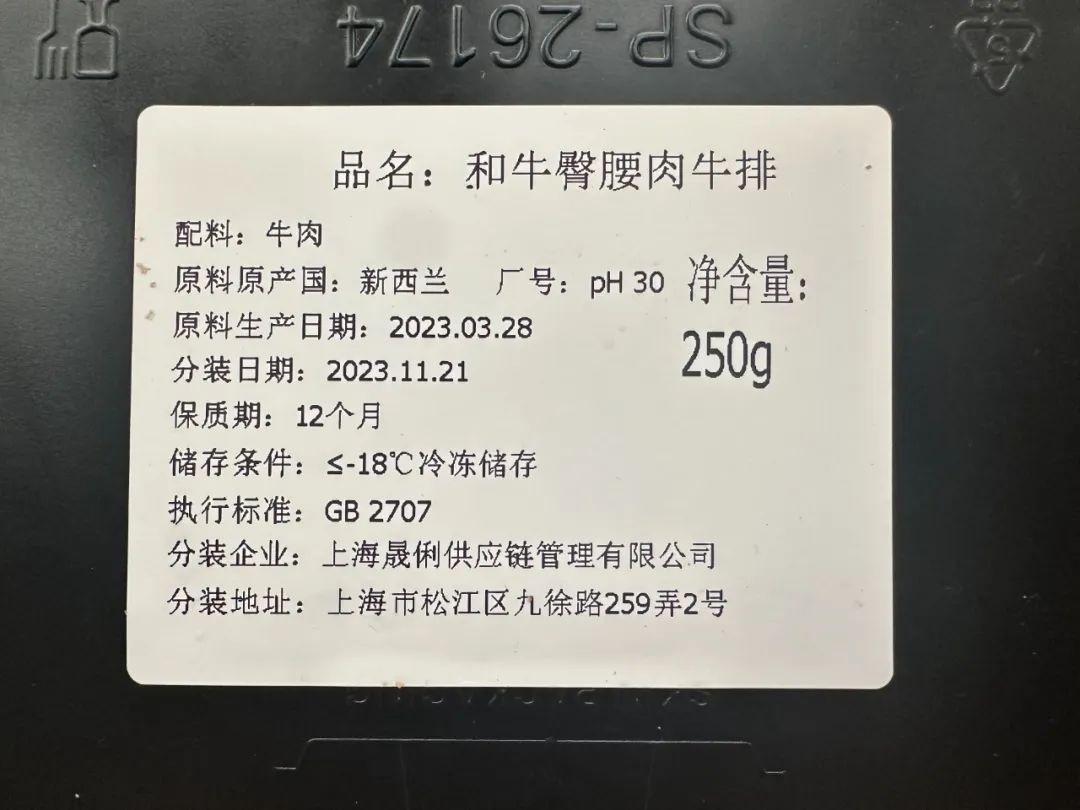 SP-26174
品名：和牛臀腰肉牛排
配料：牛肉
原料原产国：新西兰 厂号：pH 30 净含量:
原料生产日期：2023.03.28
250g
分装日期：2023.11.21
保质期：12个月
储存条件：≤-18℃冷冻储存
执行标准：GB 2707
分装企业：上海晟俐供应链管理有限公司
分装地址：上海市松江区九徐路259弄2号